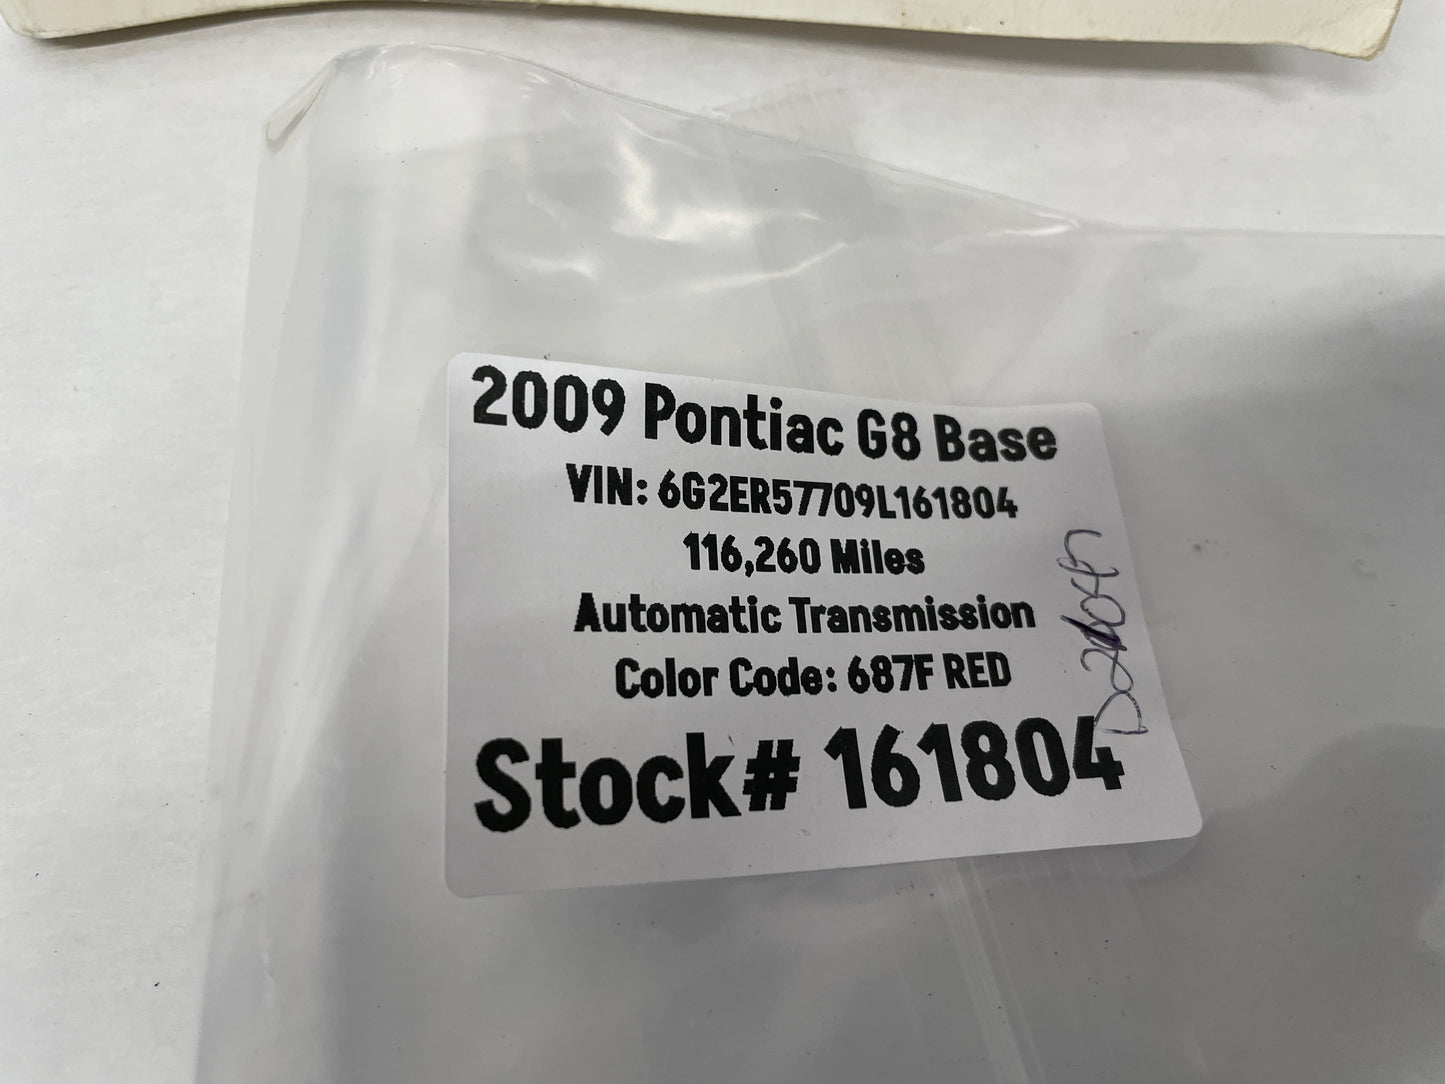 2009 Pontiac G8 Base
VIN: 6G2ER57709L161804
116,260 Miles
Automatic Transmission
Color Code: 687F RED
Stock# 161804